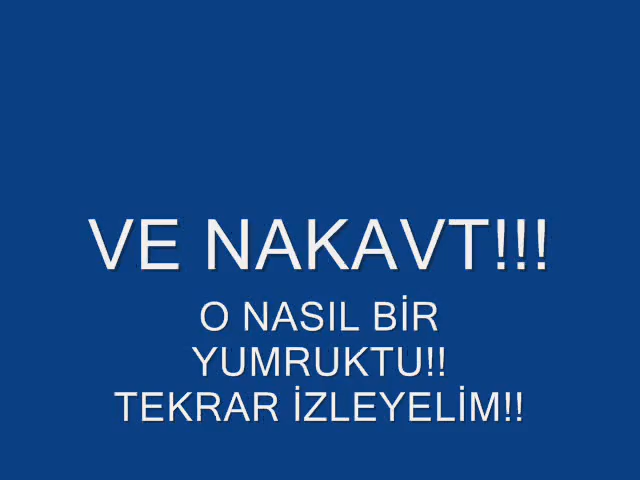 VE NAKAVT!!!
O NASIL BİR
YUMRUKTU!!
TEKRAR İZLEYELİM!!